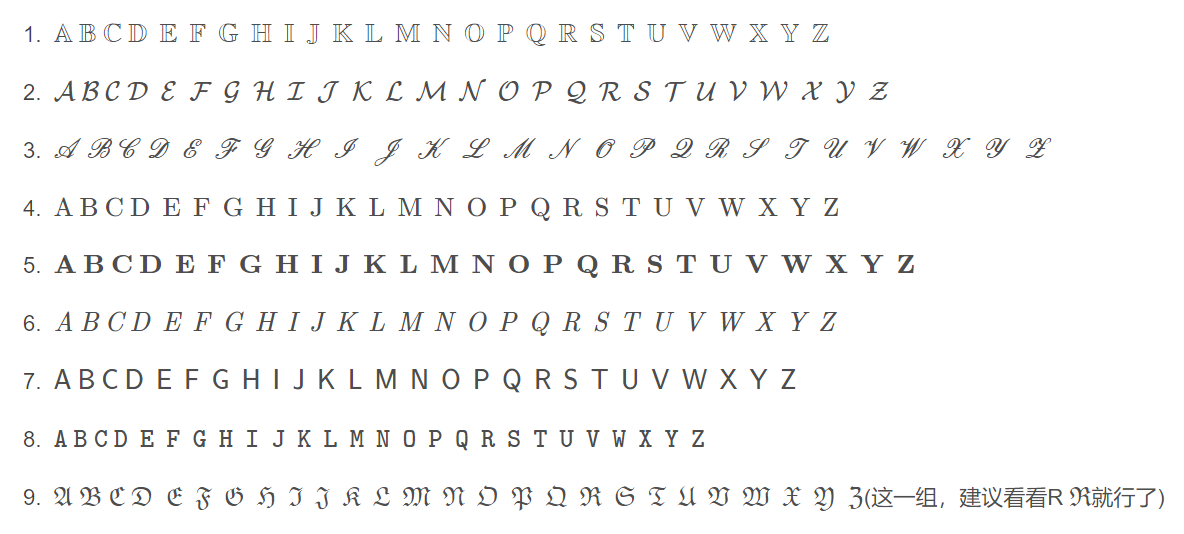 1. 𝔸 𝔹 ℂ 𝔻 𝔼 𝔽 𝔾 ℍ 𝕀 𝕁 𝕂 𝕃 𝕄 ℕ 𝕆 ℙ ℚ ℝ 𝕊 𝕋 𝕌 𝕍 𝕎 𝕏 𝕐 ℤ
2. A B C D E F G H I J K L M N O P Q R S T U V W X Y Z
3. A B C D E F G H I J K L M N O P Q R S T U V W X Y Z
4. A B C D E F G H I J K L M N O P Q R S T U V W X Y Z
5. A B C D E F G H I J K L M N O P Q R S T U V W X Y Z
6. A B C D E F G H I J K L M N O P Q R S T U V W X Y Z
7. A B C D E F G H I J K L M N O P Q R S T U V W X Y Z
8. A B C D E F G H I J K L M N O P Q R S T U V W X Y Z
9. 𝔄 𝔅 ℭ 𝔇 𝔈 𝔉 𝔊 ℌ ℑ 𝔍 𝔎 𝔏 𝔐 𝔑 𝔒 𝔓 𝔔 ℜ 𝔖 𝔗 𝔘 𝔙 𝔚 𝔛 𝔜 ℨ(这一组，建议看看R ℜ就行了)